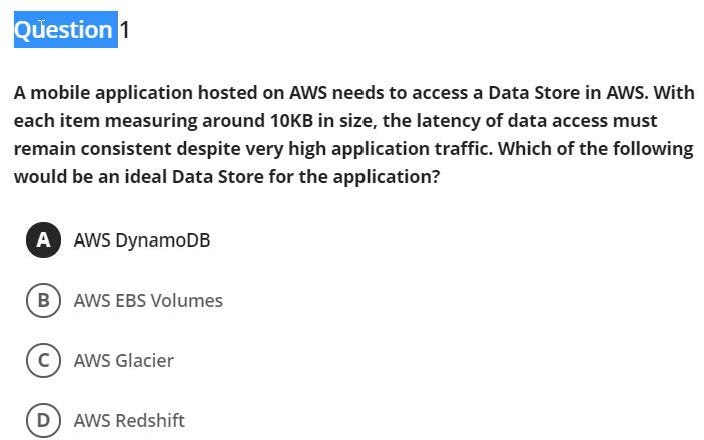 Question 1
A mobile application hosted on AWS needs to access a Data Store in AWS. With
each item measuring around 10KB in size, the latency of data access must
remain consistent despite very high application traffic. Which of the following
would be an ideal Data Store for the application?
A AWS DynamoDB
B AWS EBS Volumes
C AWS Glacier
D AWS Redshift